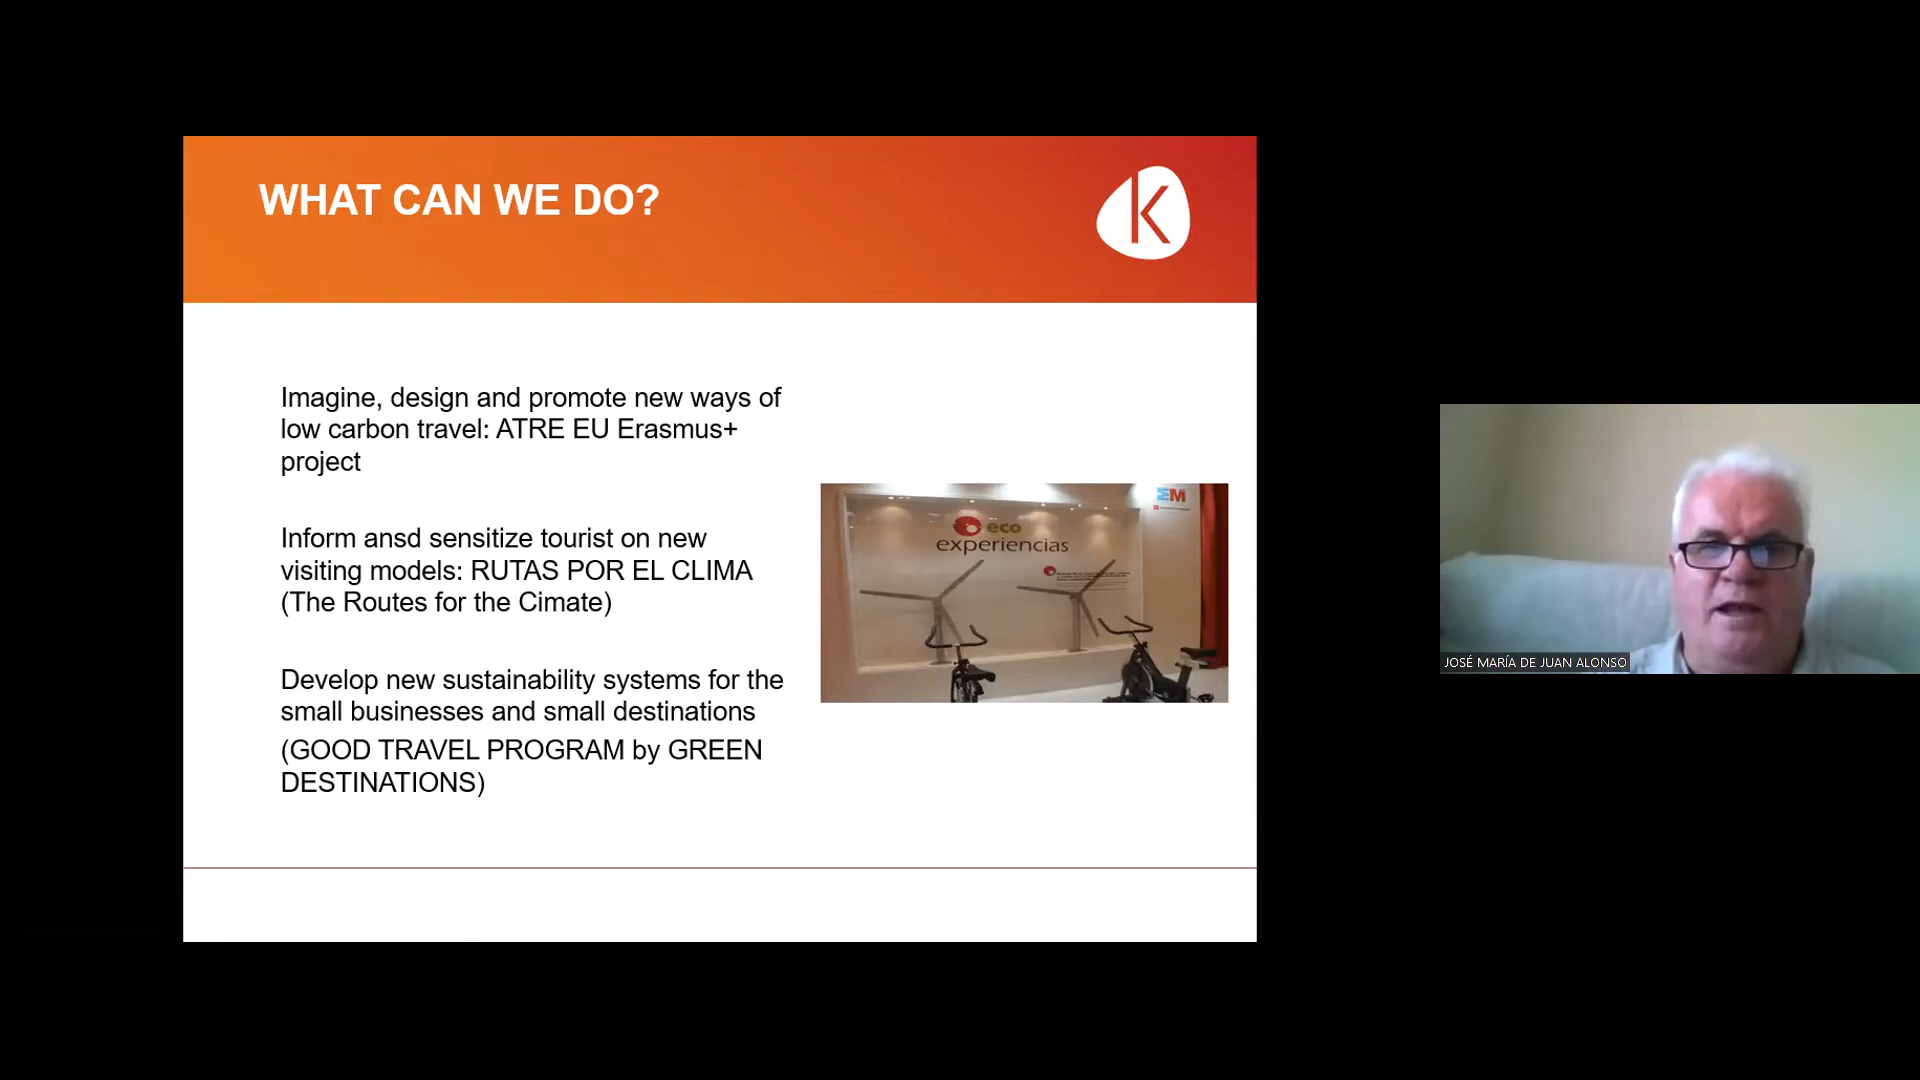 WHAT CAN WE DO?
K
Imagine, design and promote new ways of
low carbon travel: ATRE EU Erasmus+
project
Inform ansd sensitize tourist on new
visiting models: RUTAS POR EL CLIMA
(The Routes for the Cimate)
Develop new sustainability systems for the
small businesses and small destinations
(GOOD TRAVEL PROGRAM by GREEN
DESTINATIONS)
eco
experiencias
M
JOSÉ MARÍA DE JUAN ALONSO